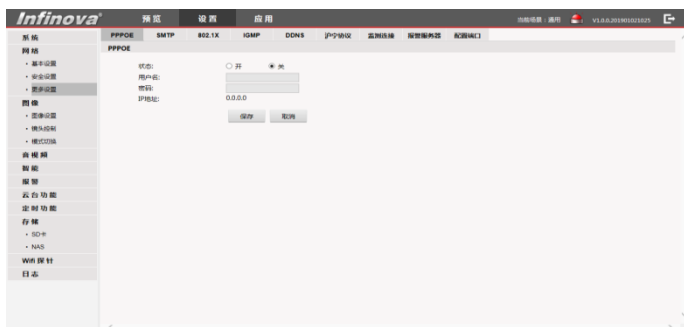 Infinova®
预览 设置 应用
当前场景：通用 V1.0.0.201901021025
PPPOE SMTP 802.1X IGMP DDNS 沪宁协议 监测连接 报警服务器 配置端口
系统
网络
· 基本设置
· 安全设置
· 更多设置
图像
· 图像设置
· 镜头控制
· 模式切换
音视频
智能
报警
云台功能
定时功能
存储
· SD卡
· NAS
Wifi 探针
日志
PPPOE
状态: 开 关
用户名:
密码:
IP地址: 0.0.0.0
保存 取消